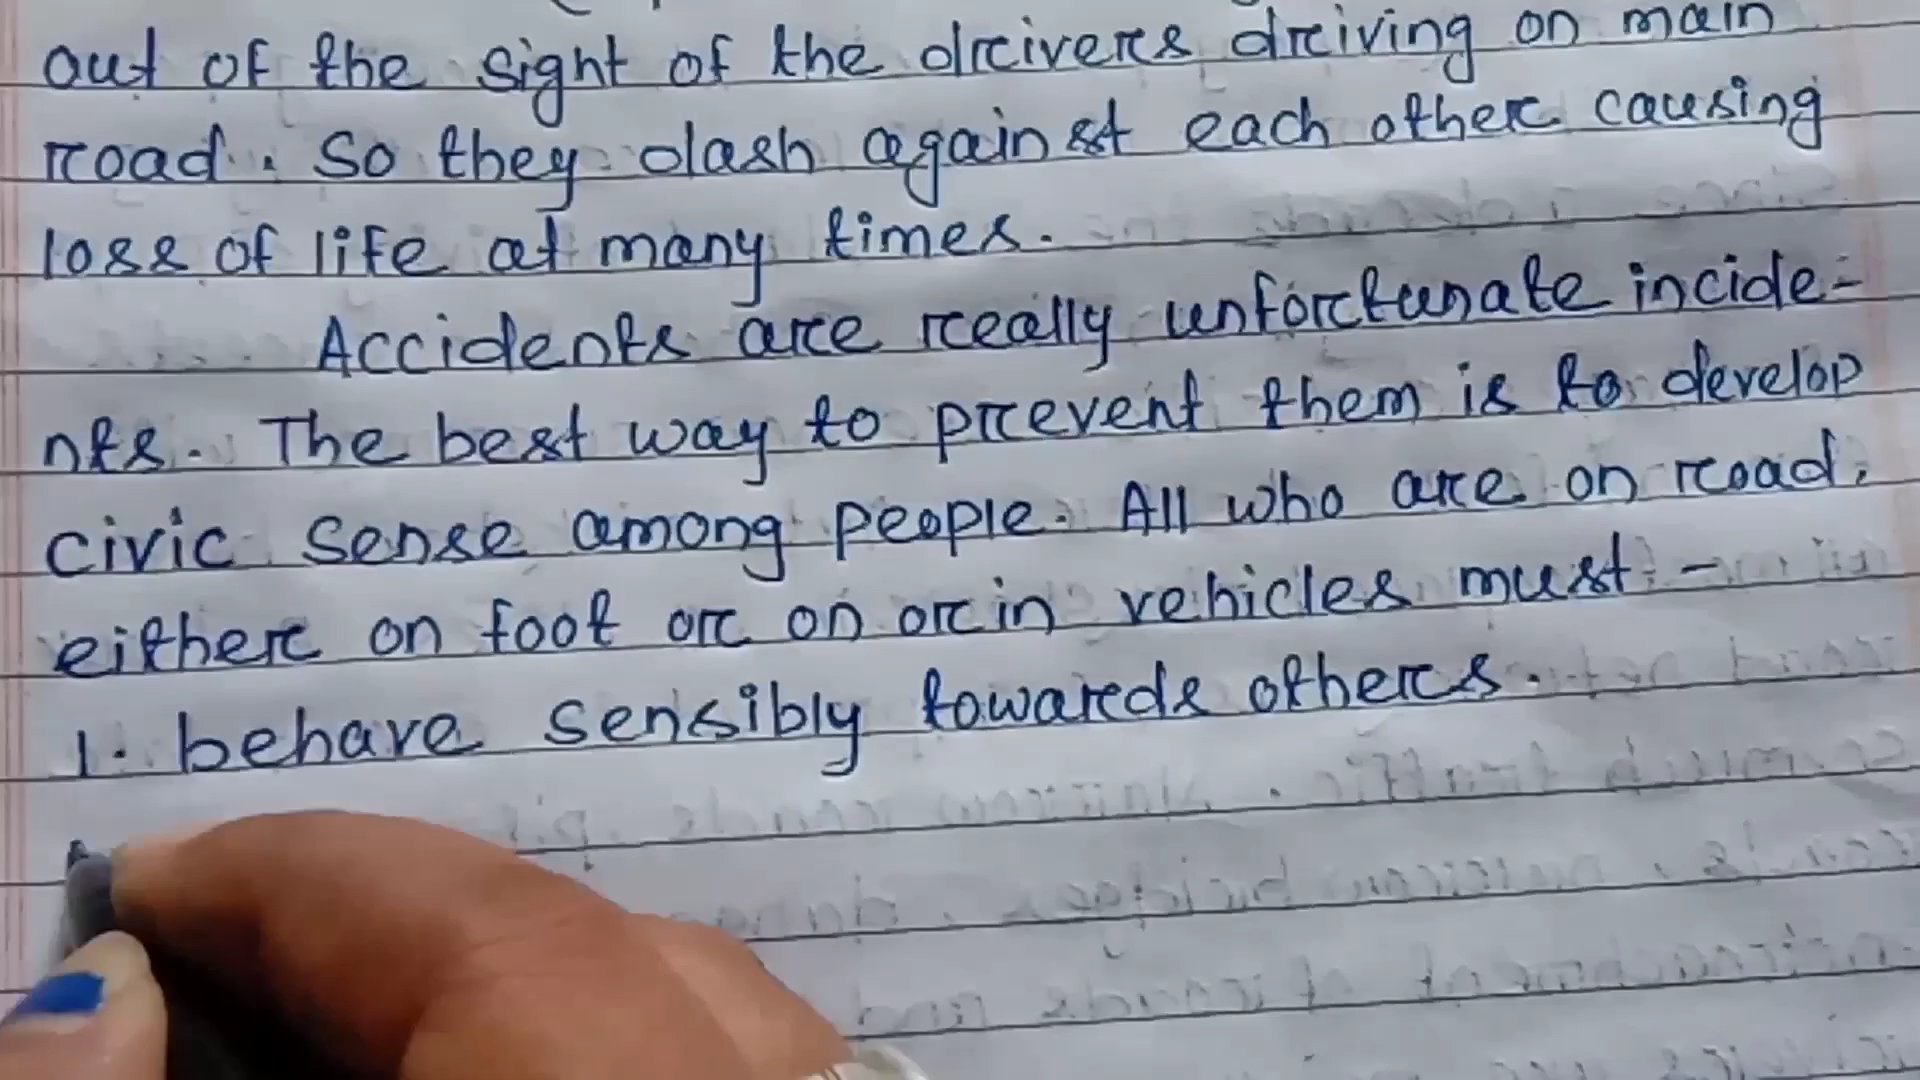 out of the sight of the drivers driving on main
road. So they dash against each other causing
loss of life at many times.
Accidents are really unfortunate incide-
nts. The best way to prevent them is to develop
civic sense among people. All who are on road,
either on foot or on or in vehicles must -
1. behave sensibly towards others.